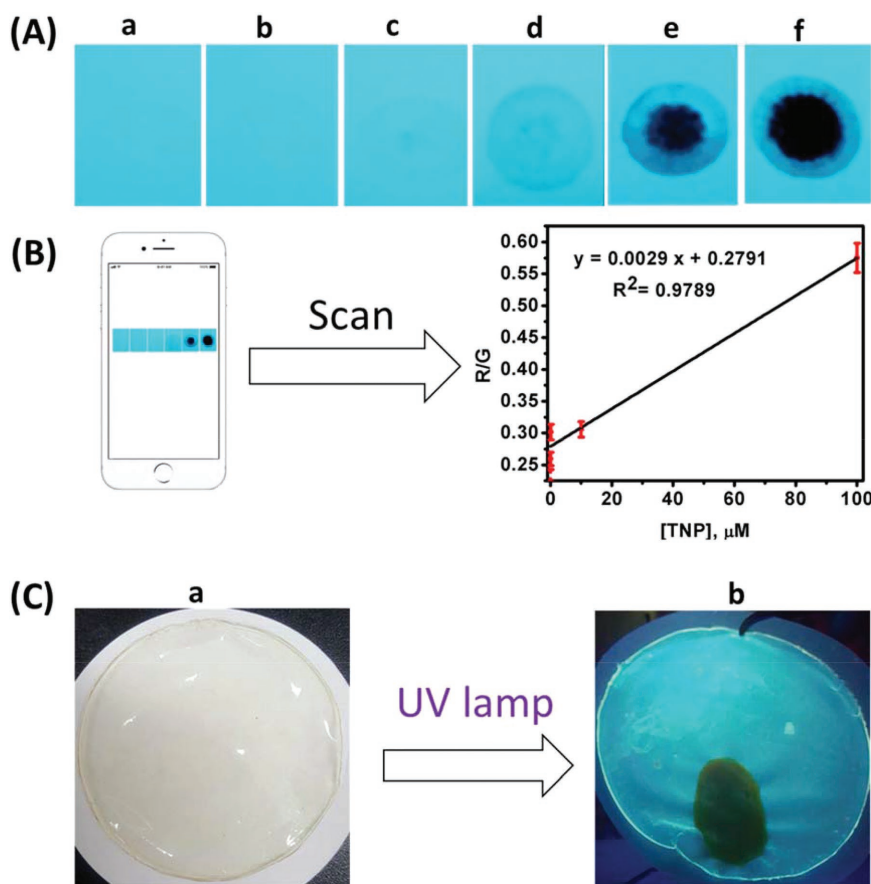 (A)
a b c d e f
(B)
Scan
y = 0.0029 x + 0.2791
R²= 0.9789
R/G
0.60
0.55
0.50
0.45
0.40
0.35
0.30
0.25
0 20 40 60 80 100
[TNP], µM
(C)
a b
UV lamp